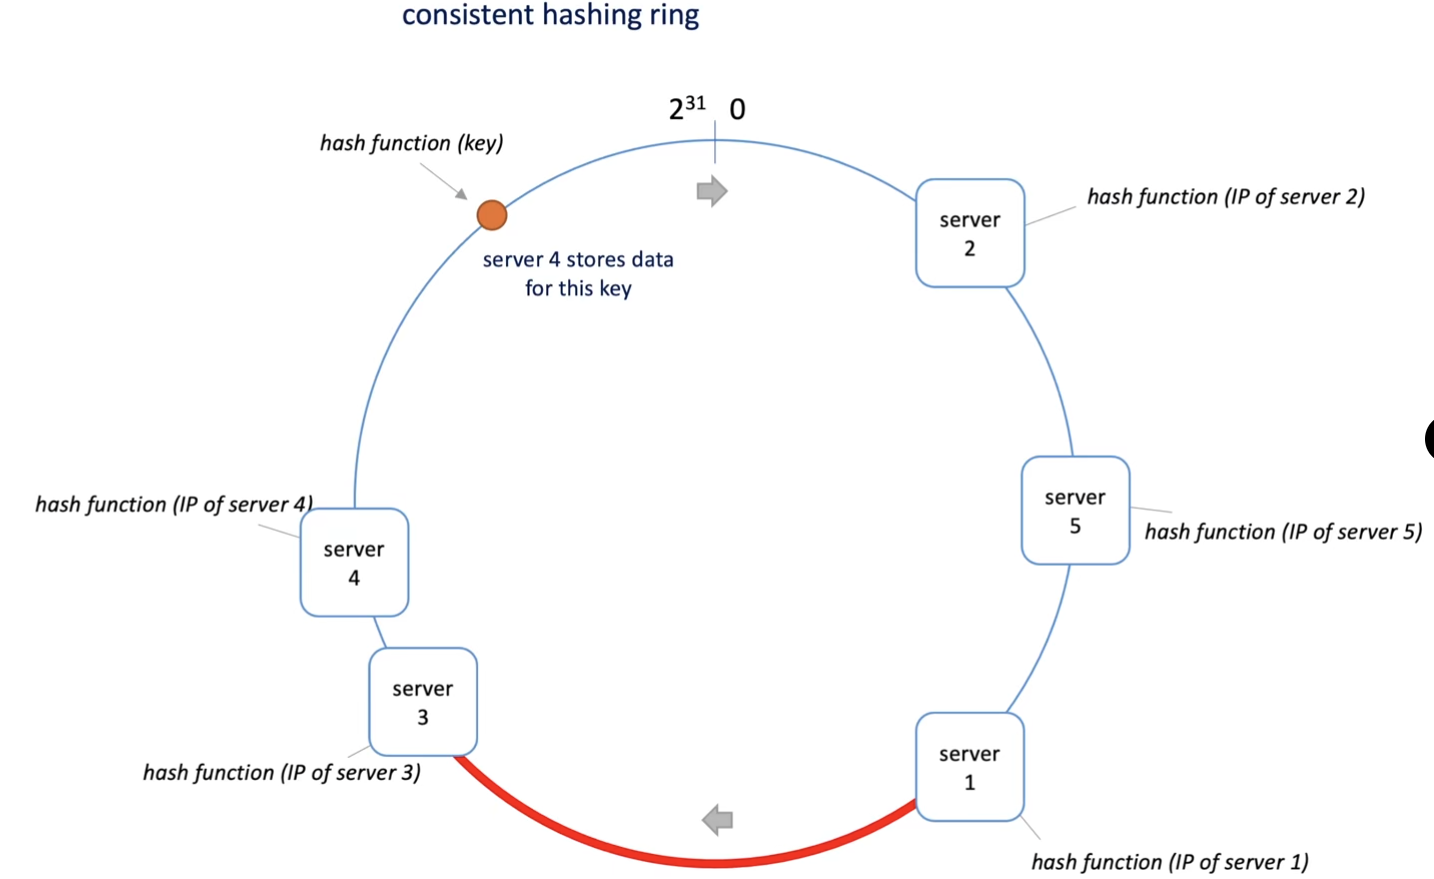 consistent hashing ring
2³¹ 0
hash function (key)
server 4 stores data
for this key
server
2
hash function (IP of server 2)
server
5
hash function (IP of server 5)
hash function (IP of server 4)
server
4
server
3
hash function (IP of server 3)
server
1
hash function (IP of server 1)